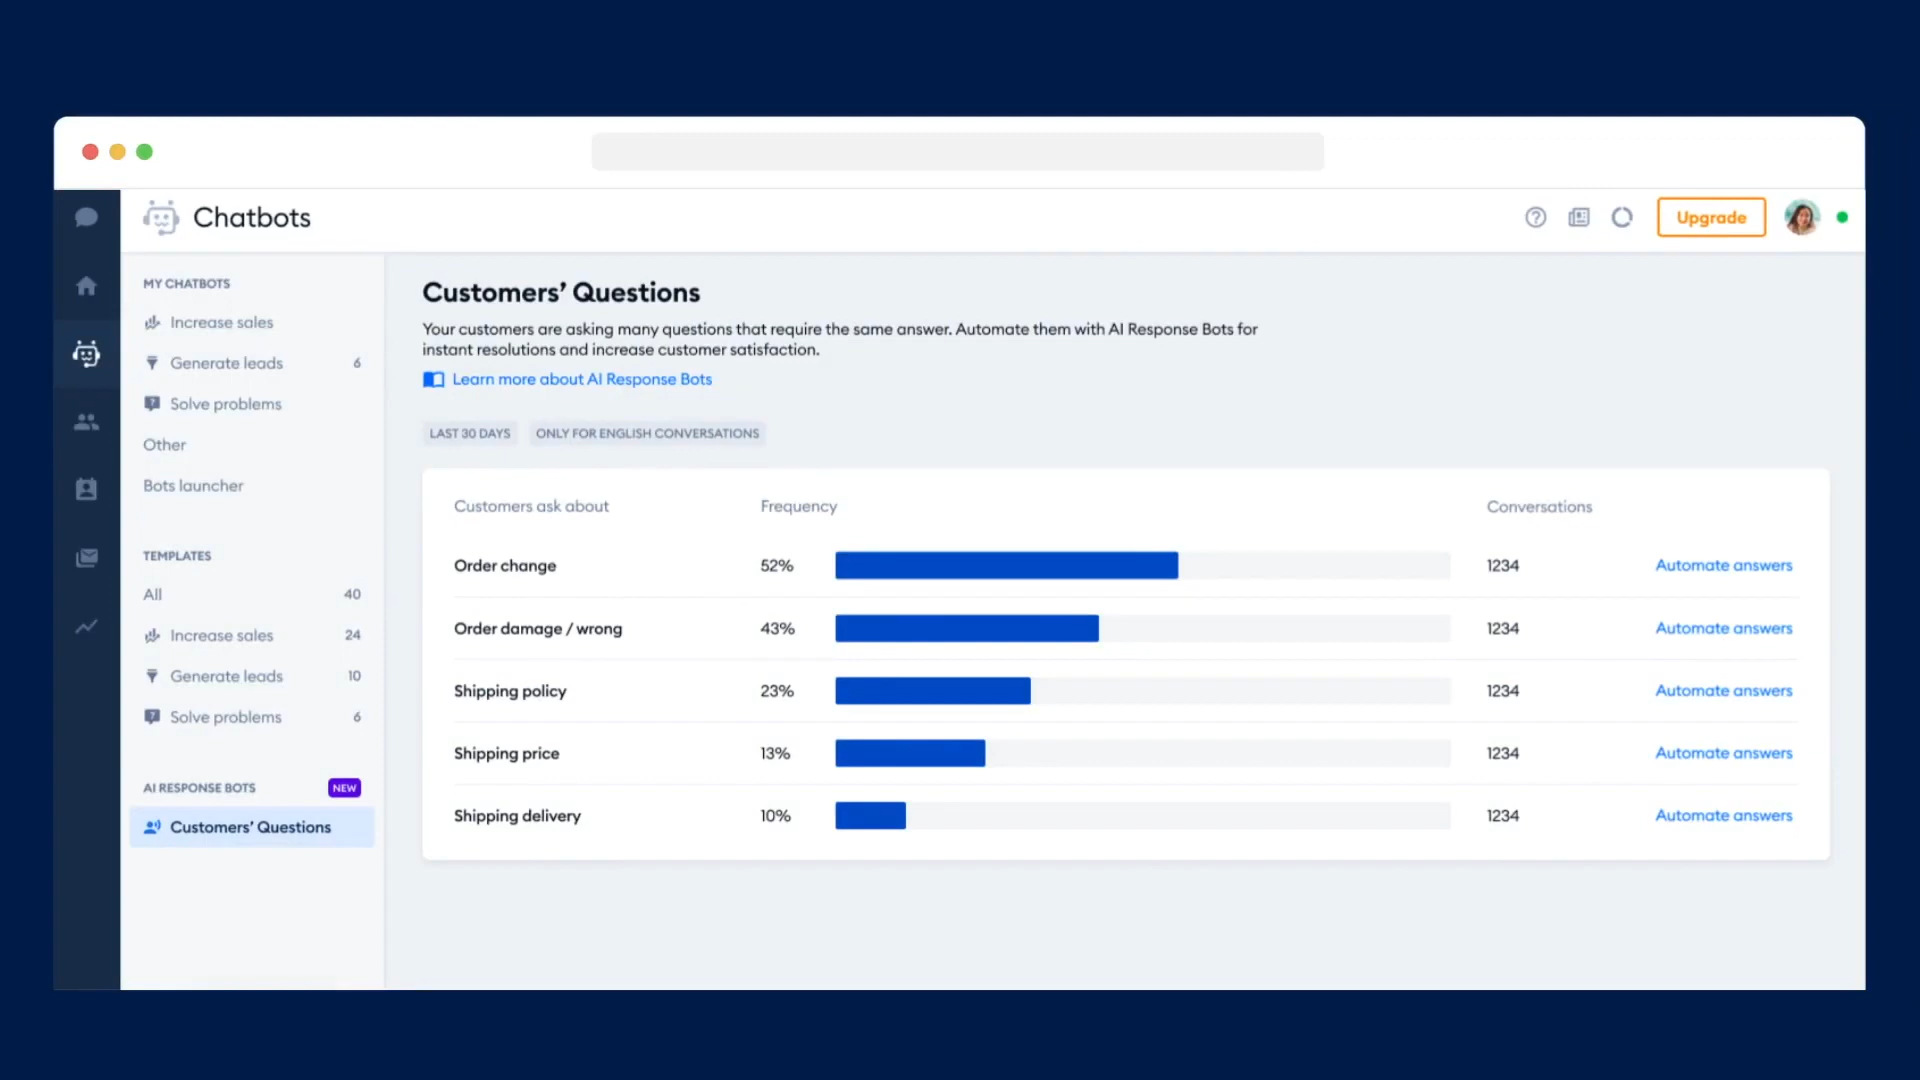 Chatbots
Upgrade
MY CHATBOTS
Increase sales
Generate leads 6
Solve problems
Other
Bots launcher
TEMPLATES
All 40
Increase sales 24
Generate leads 10
Solve problems 6
AI RESPONSE BOTS NEW
Customers’ Questions
Customers’ Questions
Your customers are asking many questions that require the same answer. Automate them with AI Response Bots for
instant resolutions and increase customer satisfaction.
Learn more about AI Response Bots
LAST 30 DAYS ONLY FOR ENGLISH CONVERSATIONS
Customers ask about Frequency Conversations
Order change 52% 1234 Automate answers
Order damage / wrong 43% 1234 Automate answers
Shipping policy 23% 1234 Automate answers
Shipping price 13% 1234 Automate answers
Shipping delivery 10% 1234 Automate answers